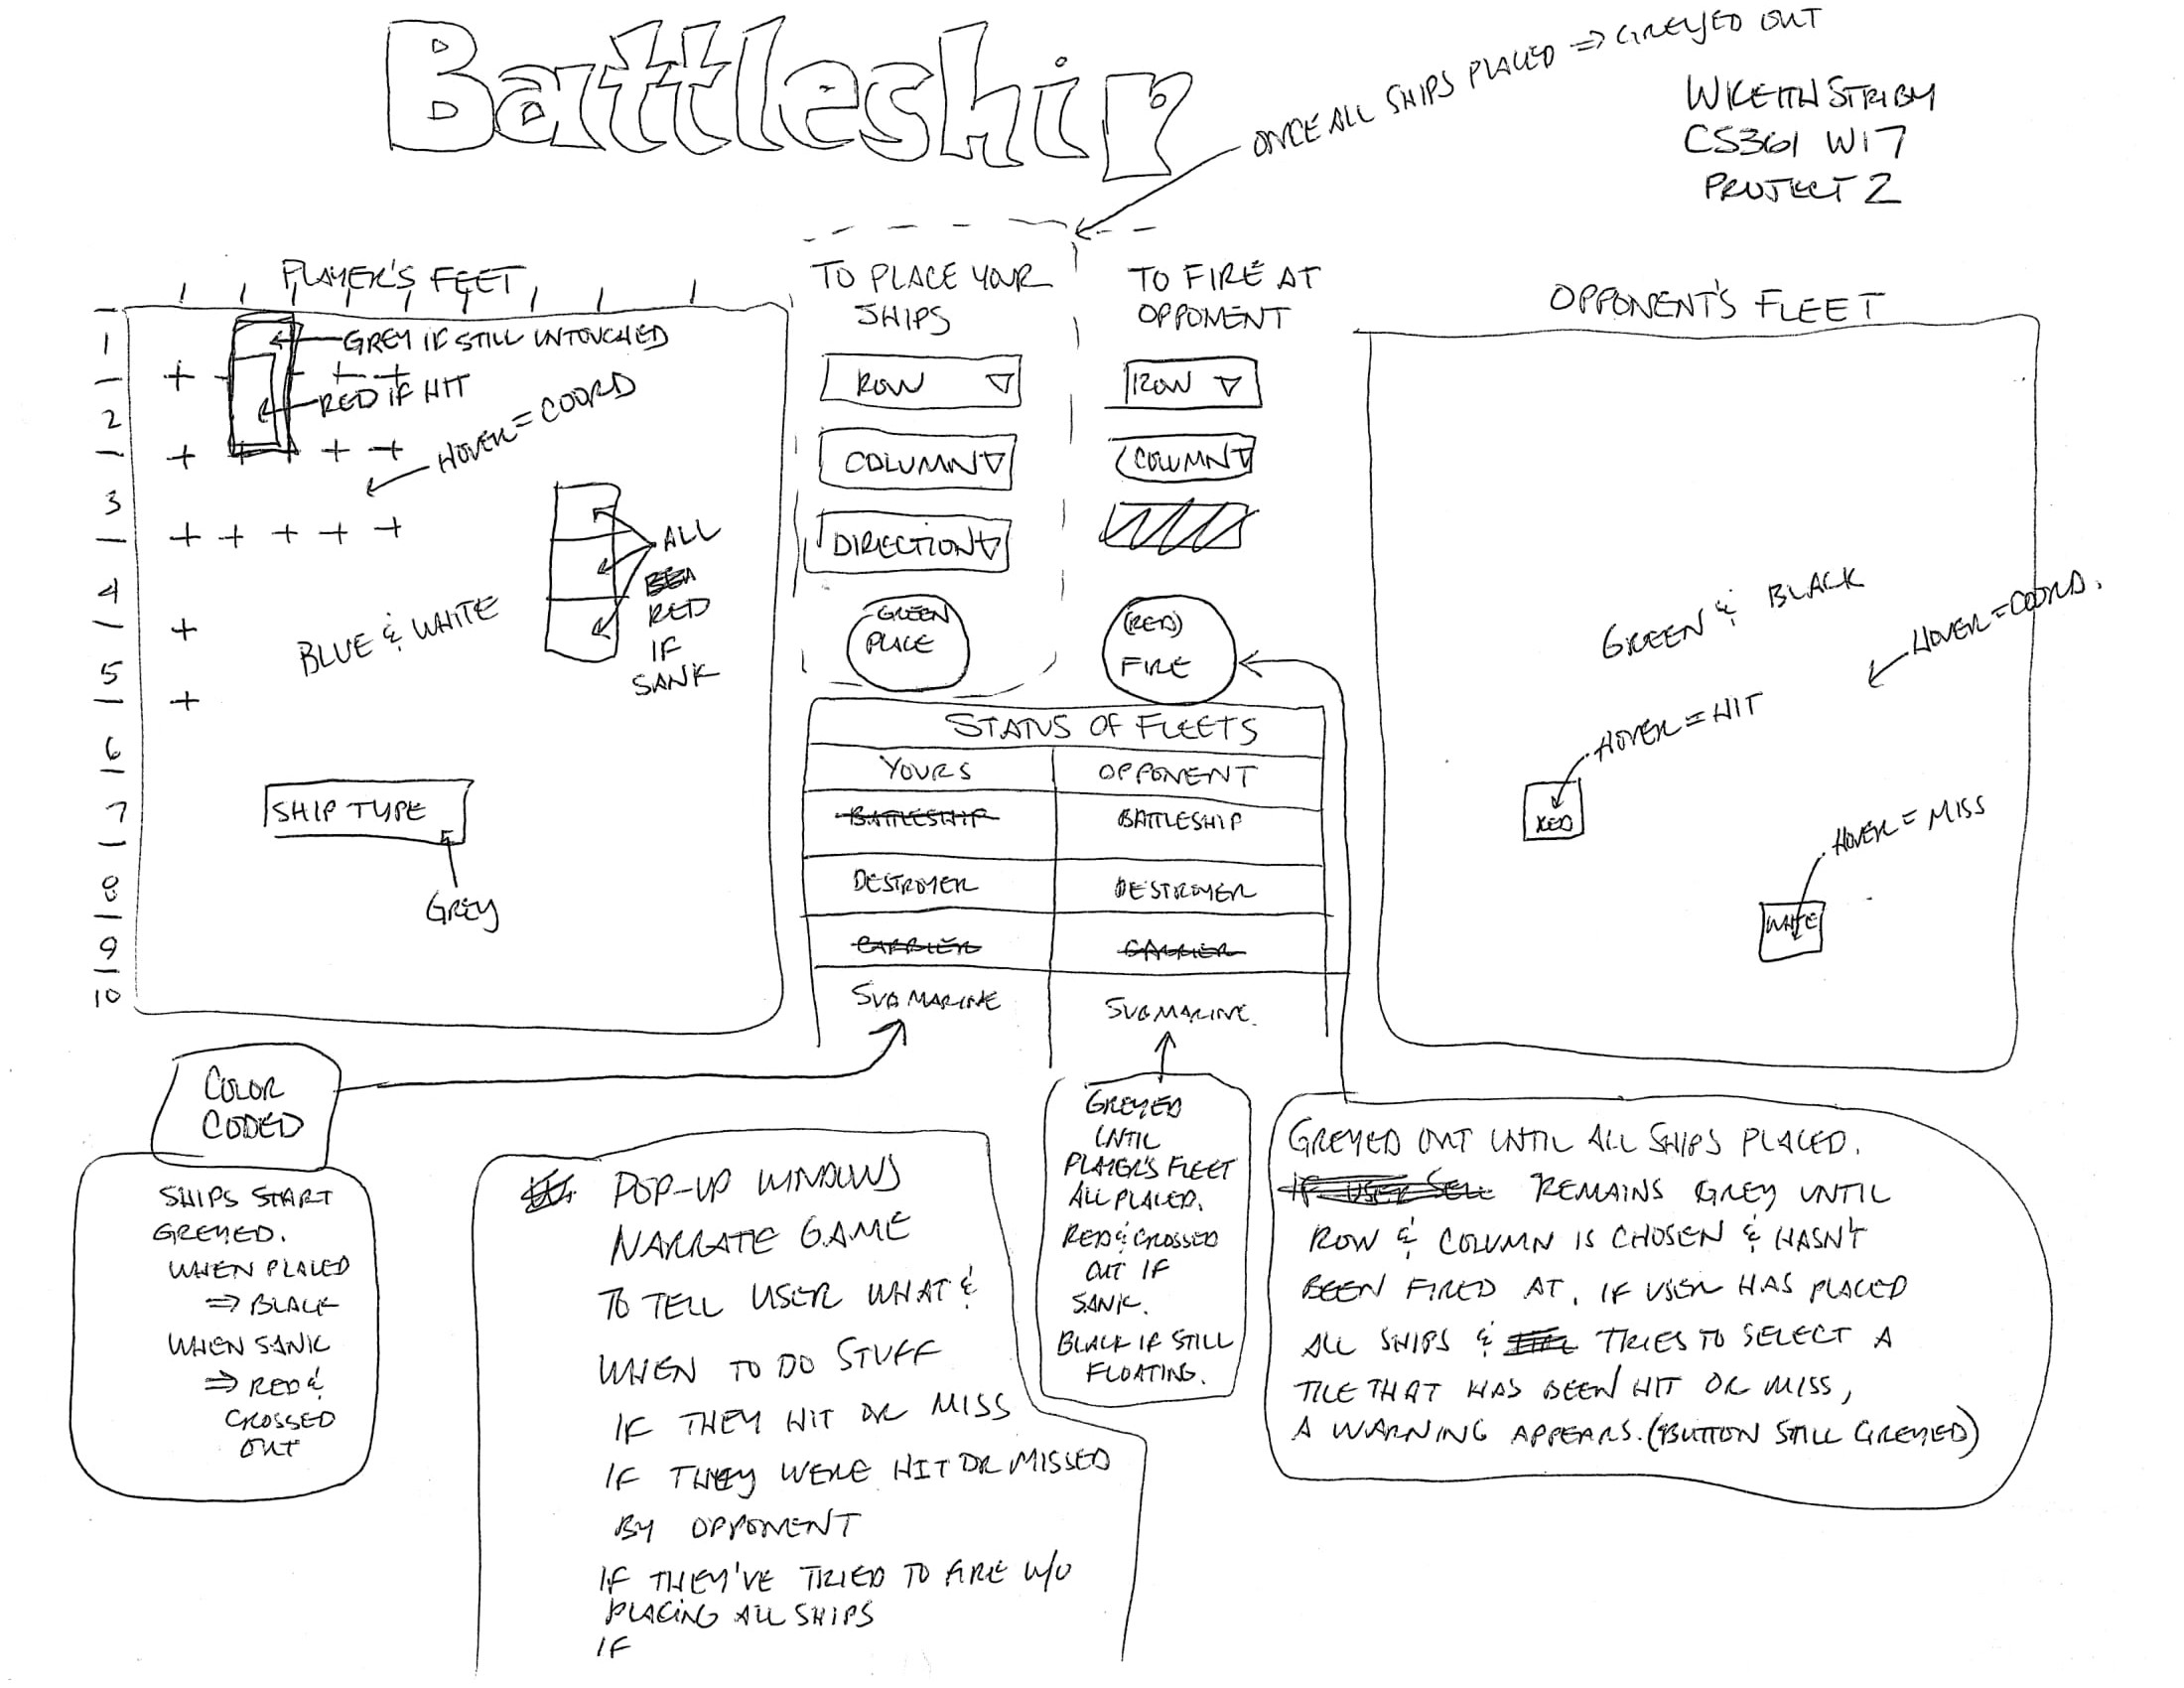 Battleship
ONCE ALL SHIPS PLACED ⇒ GREYED OUT
WKEITH STRIBY
CS361 W17
PROJECT 2
PLAYER'S FEET
1
2
3
4
5
6
7
8
9
10
GREY IF STILL UNTOUCHED
RED IF HIT
HOVER = COORD
ALL
RED
IF
SANK
BLUE & WHITE
SHIP TYPE
GREY
TO PLACE YOUR
SHIPS
ROW
COLUMN
DIRECTION
GREEN
PLACE
TO FIRE AT
OPPONENT
ROW
COLUMN
(RED)
FIRE
OPPONENT'S FLEET
GREEN & BLACK
HOVER = COORD.
HOVER = HIT
RED
HOVER = MISS
WHITE
STATUS OF FLEETS
YOURS OPPONENT
BATTLESHIP BATTLESHIP
DESTROYER DESTROYER
CARRIER CARRIER
SUBMARINE SUBMARINE
COLOR
CODED
SHIPS START
GREYED.
WHEN PLACED
⇒ BLACK
WHEN SANK
⇒ RED &
CROSSED
OUT
POP-UP WINDOWS
NARRATE GAME
TO TELL USER WHAT &
WHEN TO DO STUFF
IF THEY HIT OR MISS
IF THEY WERE HIT OR MISSED
BY OPPONENT
IF THEY'VE TRIED TO FIRE W/O
PLACING ALL SHIPS
IF
GREYED
UNTIL
PLAYER'S FLEET
ALL PLACED.
RED & CROSSED
OUT IF
SANK.
BLACK IF STILL
FLOATING.
GREYED OUT UNTIL ALL SHIPS PLACED.
IF USER SELE REMAINS GREY UNTIL
ROW & COLUMN IS CHOSEN & HASN'T
BEEN FIRED AT. IF USER HAS PLACED
ALL SHIPS & TRIES TO SELECT A
TILE THAT HAS BEEN HIT OR MISS,
A WARNING APPEARS. (BUTTON STILL GREYED)